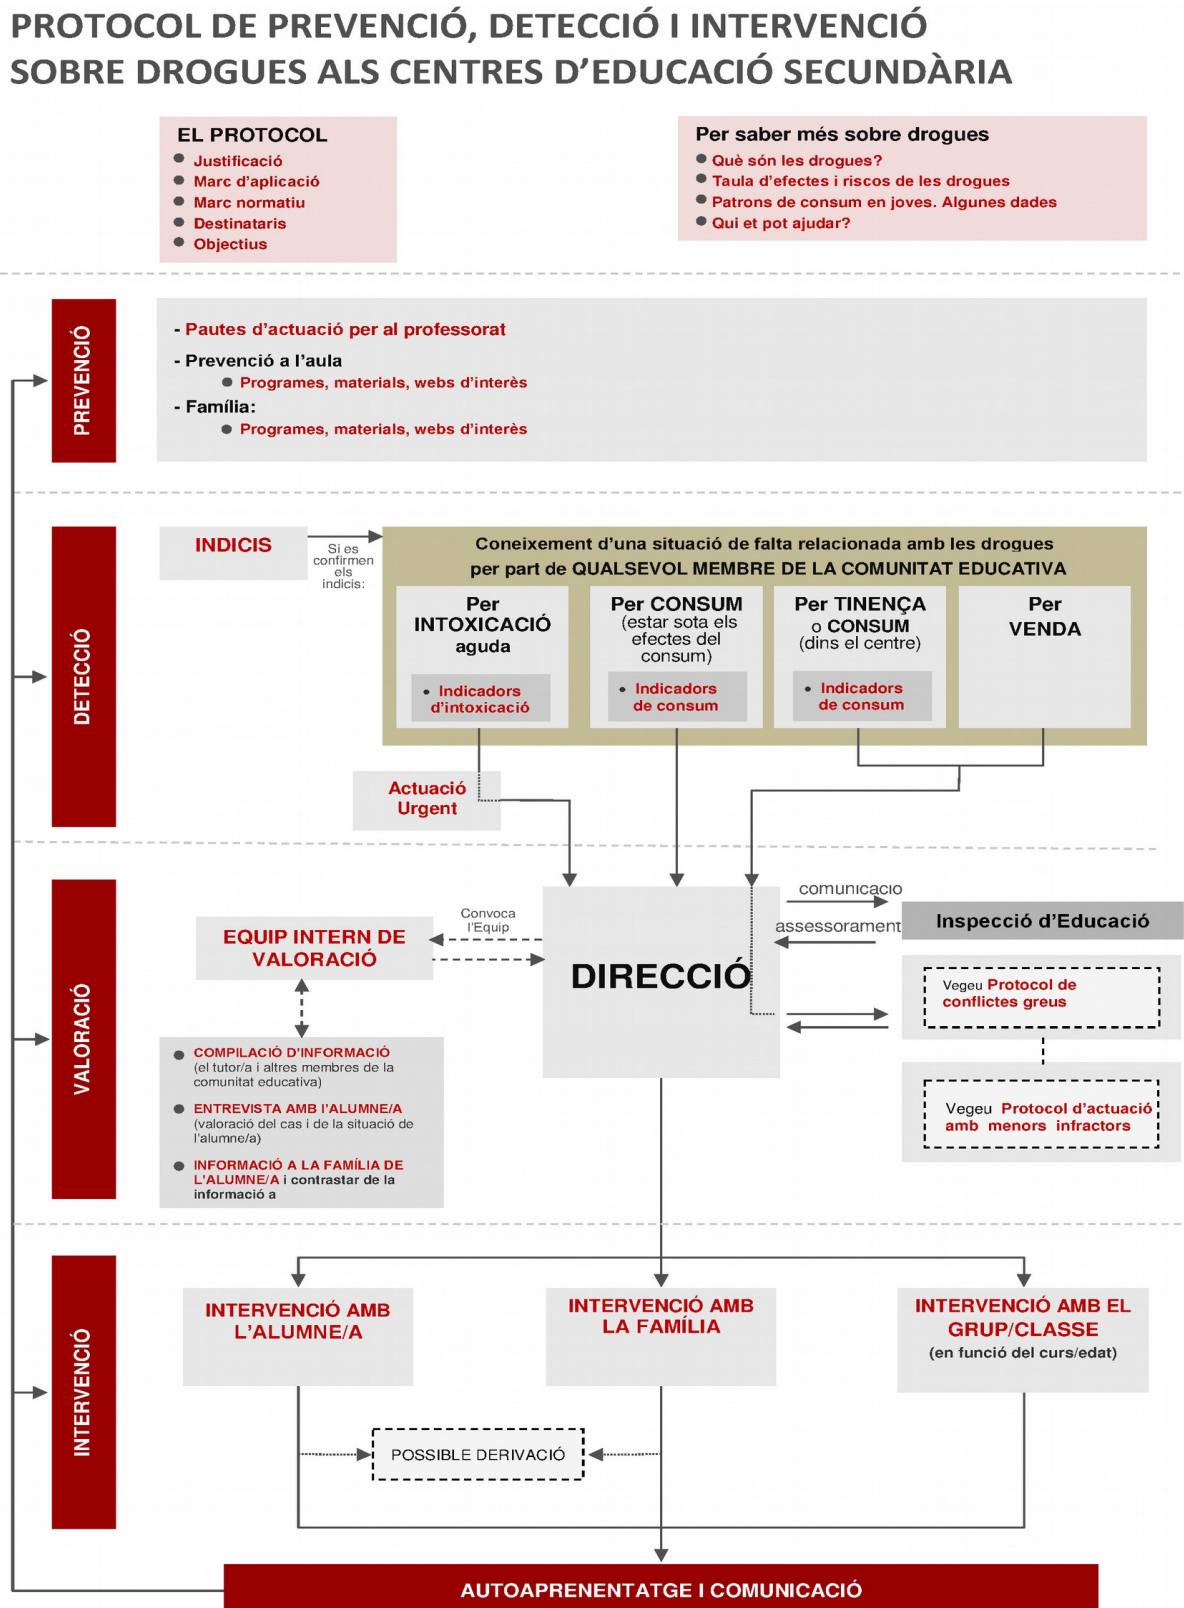 PROTOCOL DE PREVENCIÓ, DETECCIÓ I INTERVENCIÓ
SOBRE DROGUES ALS CENTRES D'EDUCACIÓ SECUNDÀRIA
EL PROTOCOL
Justificació
Marc d'aplicació
Marc normatiu
Destinataris
Objectius
Per saber més sobre drogues
Què són les drogues?
Taula d'efectes i riscos de les drogues
Patrons de consum en joves. Algunes dades
Qui et pot ajudar?
PREVENCIÓ
- Pautes d'actuació per al professorat
- Prevenció a l'aula
Programes, materials, webs d'interès
- Família:
Programes, materials, webs d'interès
DETECCIÓ
INDICIS
Si es
confirmen
els
indicis:
Coneixement d'una situació de falta relacionada amb les drogues
per part de QUALSEVOL MEMBRE DE LA COMUNITAT EDUCATIVA
Per
INTOXICACIÓ
aguda
Indicadors
d'intoxicació
Per CONSUM
(estar sota els
efectes del
consum)
Indicadors
de consum
Per TINENÇA
o CONSUM
(dins el centre)
Indicadors
de consum
Per
VENDA
Actuació
Urgent
VALORACIÓ
EQUIP INTERN DE
VALORACIÓ
Convoca
l'Equip
DIRECCIÓ
comunicacio
assessorament
Inspecció d'Educació
Vegeu Protocol de
conflictes greus
Vegeu Protocol d'actuació
amb menors infractors
COMPILACIÓ D'INFORMACIÓ
(el tutor/a i altres membres de la
comunitat educativa)
ENTREVISTA AMB l'ALUMNE/A
(valoració del cas i de la situació de
l'alumne/a)
INFORMACIÓ A LA FAMÍLIA DE
L'ALUMNE/A i contrastar de la
informació a
INTERVENCIÓ
INTERVENCIÓ AMB
L'ALUMNE/A
INTERVENCIÓ AMB
LA FAMÍLIA
INTERVENCIÓ AMB EL
GRUP/CLASSE
(en funció del curs/edat)
POSSIBLE DERIVACIÓ
AUTOAPRENENTATGE I COMUNICACIÓ